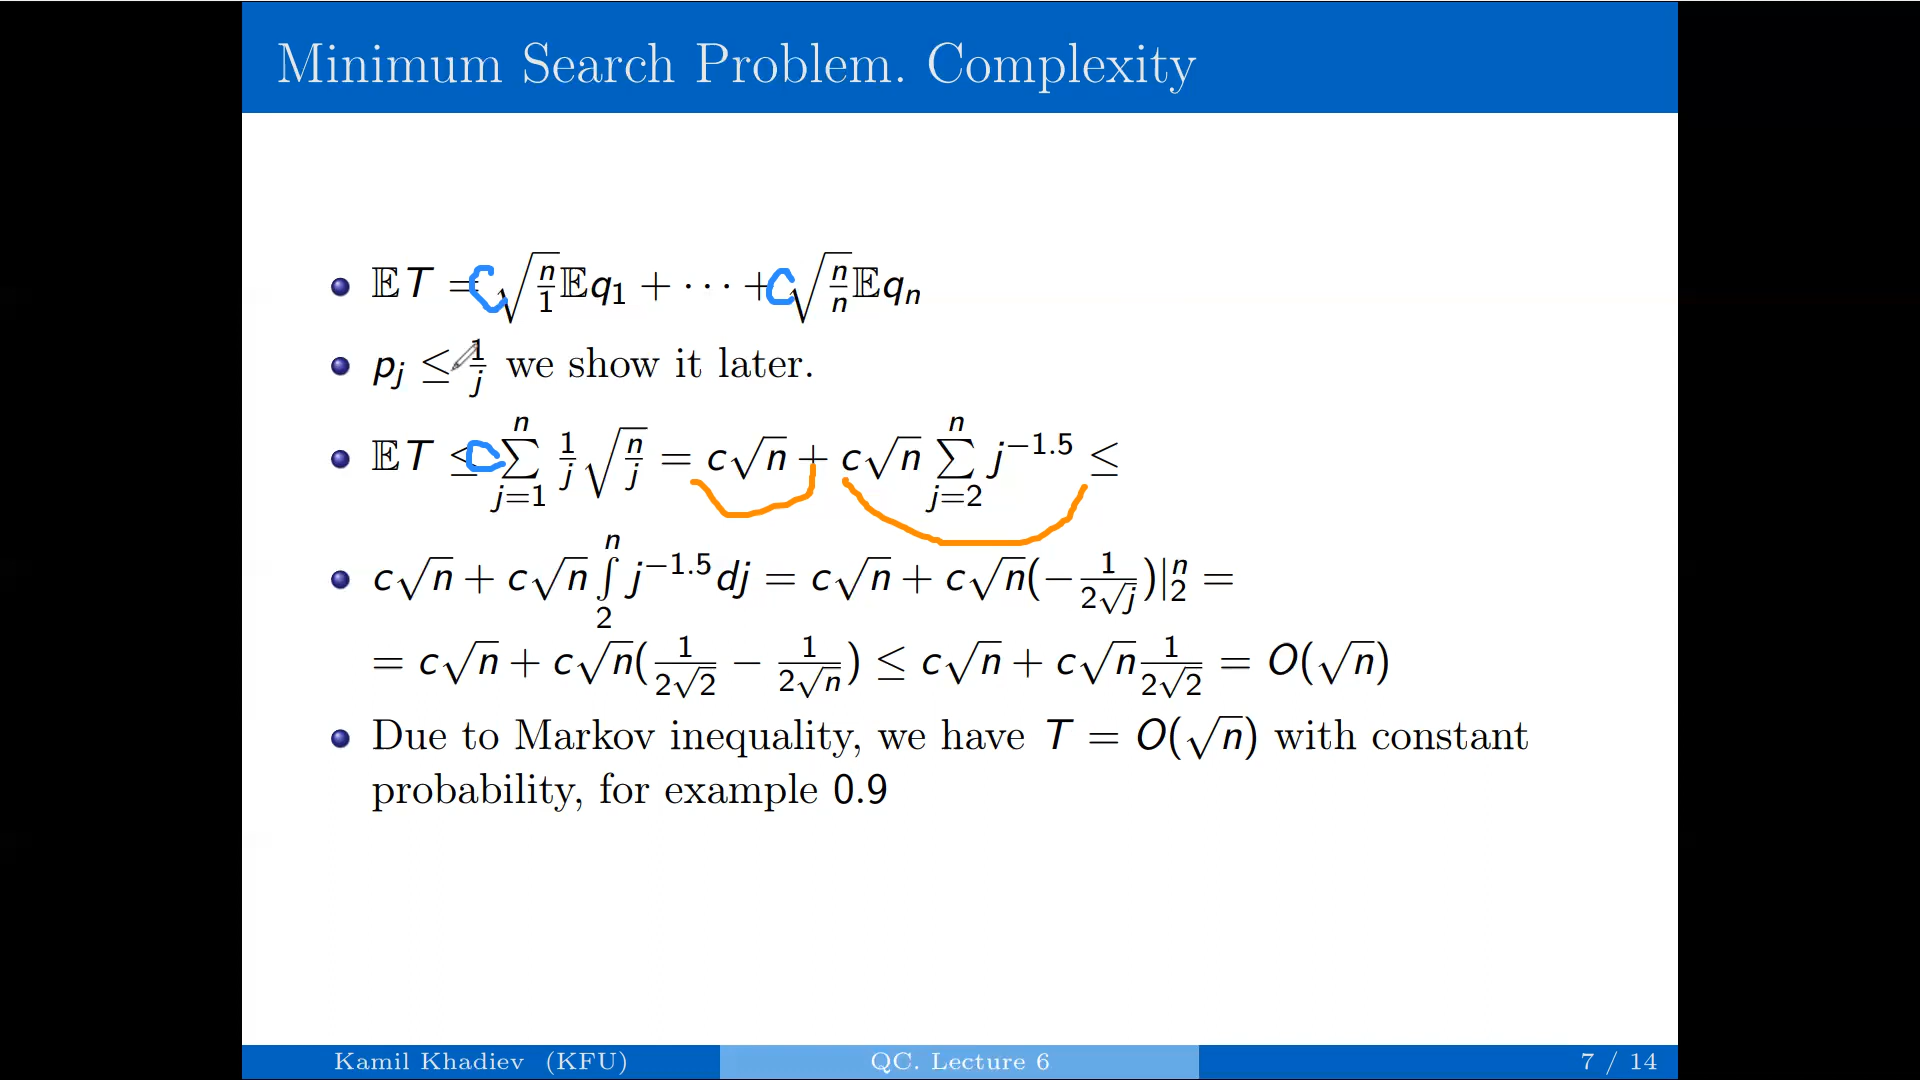 Minimum Search Problem. Complexity
𝔼T = C√(n/1) 𝔼q₁ + ⋯ + C√(n/n) 𝔼qₙ
pⱼ ≤ 1/j we show it later.
𝔼T ≤ C ∑_{j=1}^{n} 1/j √(n/j) = c√n + c√n ∑_{j=2}^{n} j^{−1.5} ≤
c√n + c√n ∫_{2}^{n} j^{−1.5} dj = c√n + c√n(−1/(2√j))|₂ⁿ =
= c√n + c√n(1/(2√2) − 1/(2√n)) ≤ c√n + c√n 1/(2√2) = O(√n)
Due to Markov inequality, we have T = O(√n) with constant
probability, for example 0.9
Kamil Khadiev (KFU) QC. Lecture 6 7 / 14